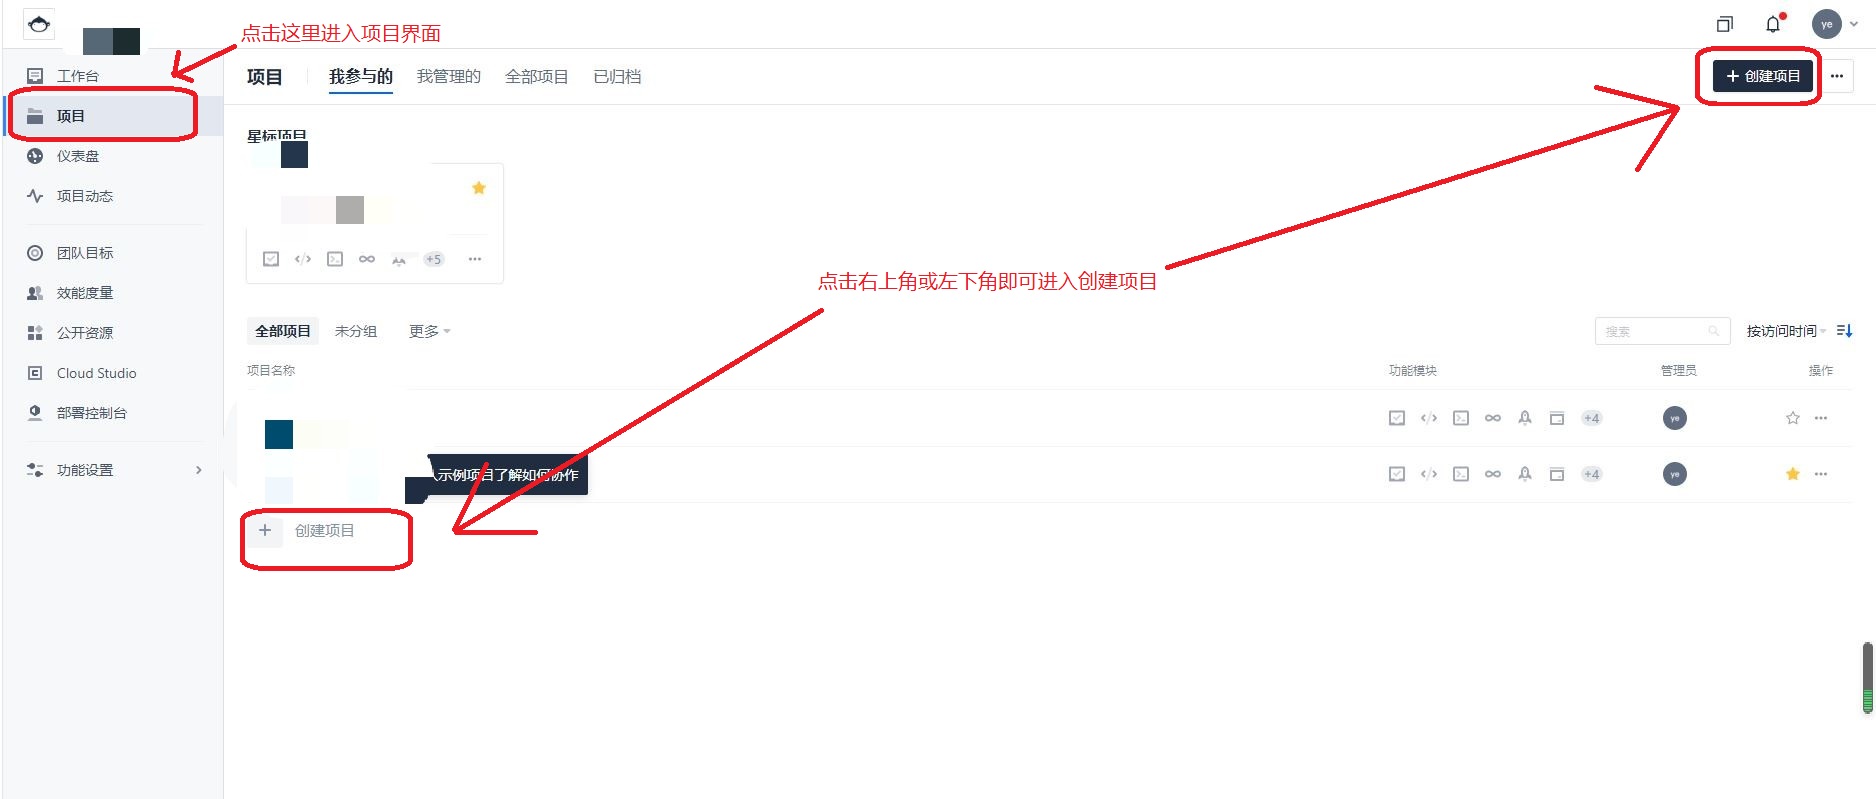 点击这里进入项目界面
ye
工作台
项目
仪表盘
项目动态
团队目标
效能度量
公开资源
Cloud Studio
部署控制台
功能设置
项目
我参与的 我管理的 全部项目 已归档
+ 创建项目
星标项目
+5
点击右上角或左下角即可进入创建项目
全部项目 未分组 更多
搜索
按访问时间
项目名称 功能模块 管理员 操作
+4 ye
示例项目了解如何协作
+4 ye
+ 创建项目